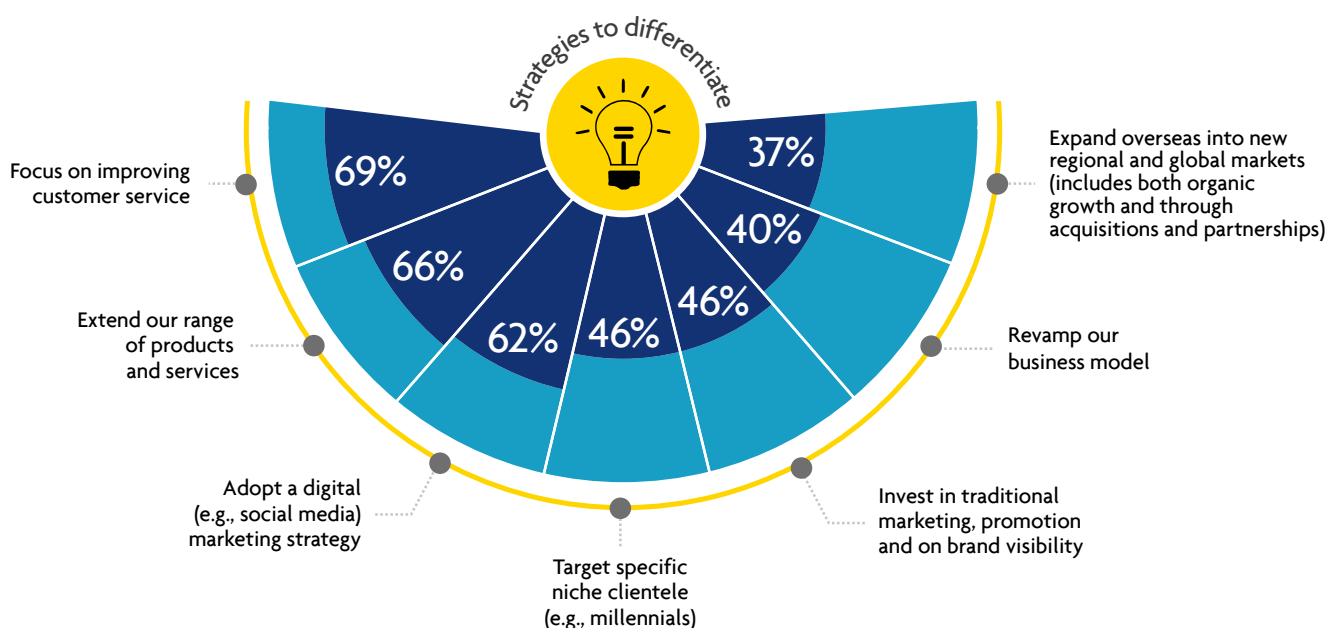 Strategies to differentiate
69%
66%
62%
46%
46%
40%
37%
Focus on improving
customer service
Extend our range
of products
and services
Adopt a digital
(e.g., social media)
marketing strategy
Target specific
niche clientele
(e.g., millennials)
Invest in traditional
marketing, promotion
and on brand visibility
Revamp our
business model
Expand overseas into new
regional and global markets
(includes both organic
growth and through
acquisitions and partnerships)